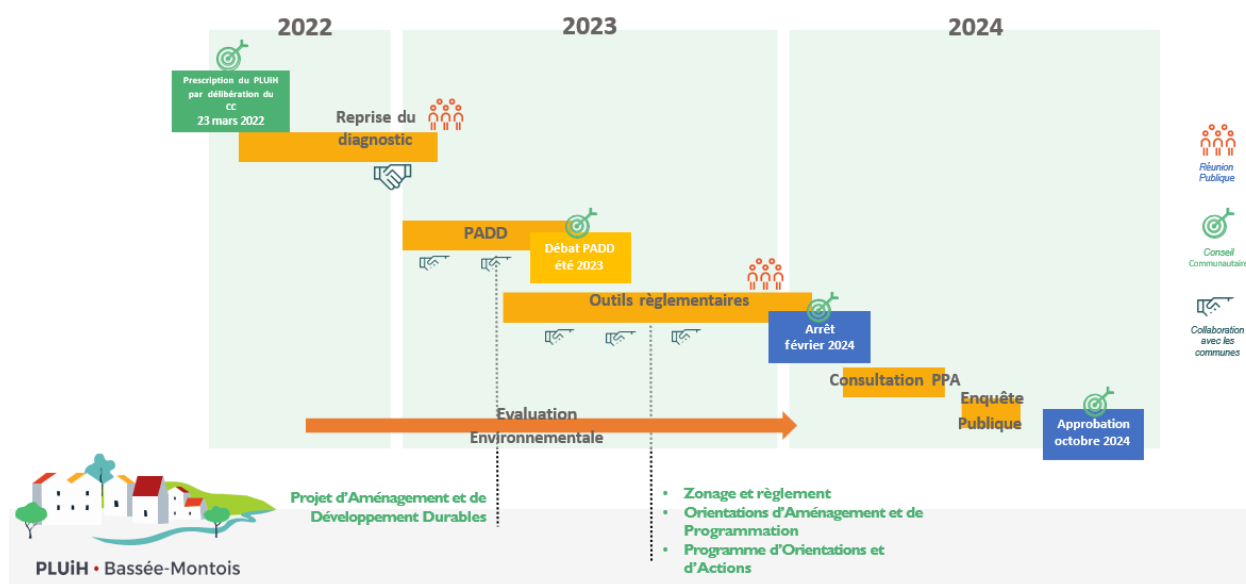 2022
2023
2024
Prescription du PLUiH
par délibération du
CC
23 mars 2022
Reprise du
diagnostic
Réunion
Publique
PADD
Débat PADD
été 2023
Conseil
Communautaire
Outils règlementaires
Arrêt
février 2024
Collaboration
avec les
communes
Consultation PPA
Enquête
Publique
Approbation
octobre 2024
Evaluation
Environnementale
Projet d'Aménagement et de
Développement Durables
• Zonage et règlement
• Orientations d'Aménagement et de
Programmation
• Programme d'Orientations et
d'Actions
PLUiH • Bassée-Montois